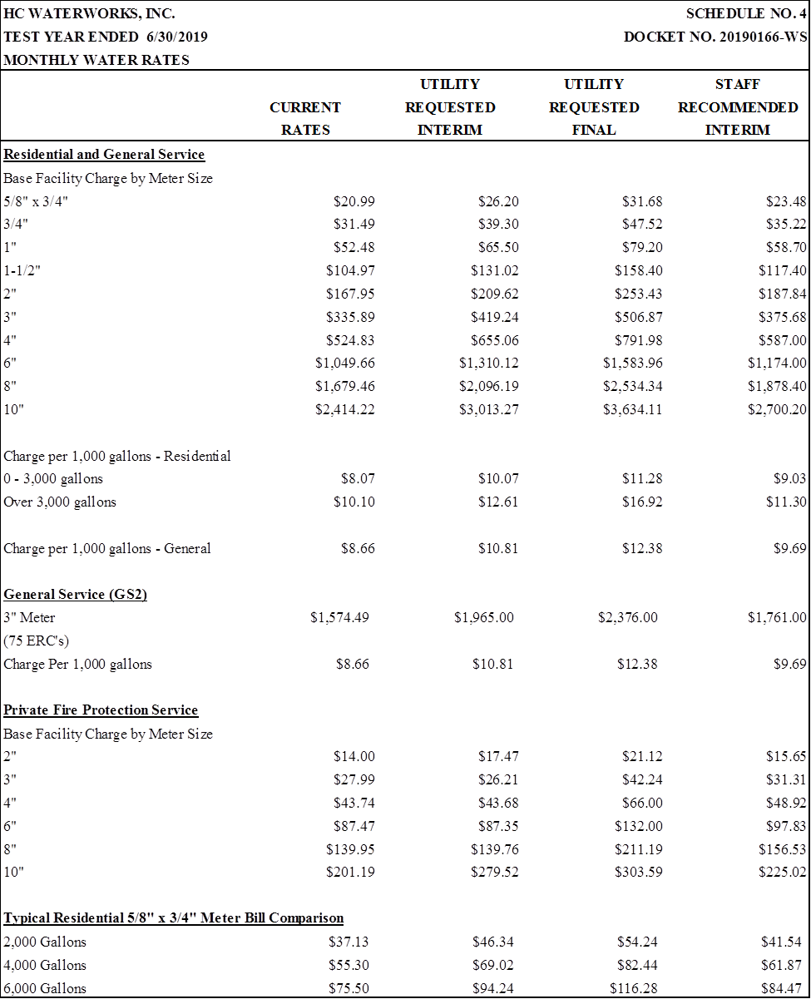 HC WATERWORKS, INC. SCHEDULE NO. 4
TEST YEAR ENDED 6/30/2019 DOCKET NO. 20190166-WS
MONTHLY WATER RATES
UTILITY UTILITY STAFF
CURRENT REQUESTED REQUESTED RECOMMENDED
RATES INTERIM FINAL INTERIM
Residential and General Service
Base Facility Charge by Meter Size
5/8" x 3/4" $20.99 $26.20 $31.68 $23.48
3/4" $31.49 $39.30 $47.52 $35.22
1" $52.48 $65.50 $79.20 $58.70
1-1/2" $104.97 $131.02 $158.40 $117.40
2" $167.95 $209.62 $253.43 $187.84
3" $335.89 $419.24 $506.87 $375.68
4" $524.83 $655.06 $791.98 $587.00
6" $1,049.66 $1,310.12 $1,583.96 $1,174.00
8" $1,679.46 $2,096.19 $2,534.34 $1,878.40
10" $2,414.22 $3,013.27 $3,634.11 $2,700.20
Charge per 1,000 gallons - Residential
0 - 3,000 gallons $8.07 $10.07 $11.28 $9.03
Over 3,000 gallons $10.10 $12.61 $16.92 $11.30
Charge per 1,000 gallons - General $8.66 $10.81 $12.38 $9.69
General Service (GS2)
3" Meter $1,574.49 $1,965.00 $2,376.00 $1,761.00
(75 ERC's)
Charge Per 1,000 gallons $8.66 $10.81 $12.38 $9.69
Private Fire Protection Service
Base Facility Charge by Meter Size
2" $14.00 $17.47 $21.12 $15.65
3" $27.99 $26.21 $42.24 $31.31
4" $43.74 $43.68 $66.00 $48.92
6" $87.47 $87.35 $132.00 $97.83
8" $139.95 $139.76 $211.19 $156.53
10" $201.19 $279.52 $303.59 $225.02
Typical Residential 5/8" x 3/4" Meter Bill Comparison
2,000 Gallons $37.13 $46.34 $54.24 $41.54
4,000 Gallons $55.30 $69.02 $82.44 $61.87
6,000 Gallons $75.50 $94.24 $116.28 $84.47